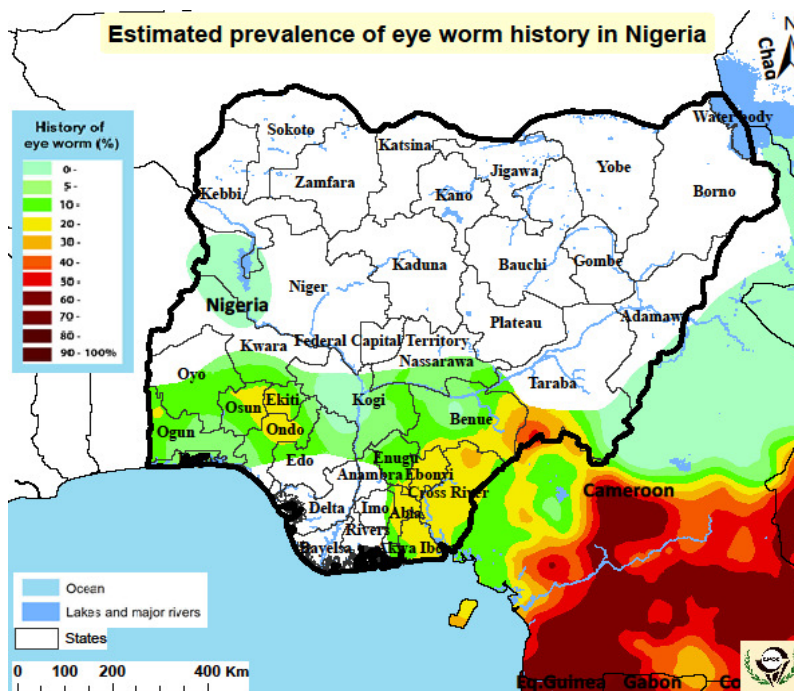 Estimated prevalence of eye worm history in Nigeria
N
Chad
History of
eye worm (%)
0 -
5 -
10 -
20 -
30 -
40 -
50 -
60 -
70 -
80 -
90 - 100%
Sokoto
Katsina
Water body
Zamfara
Jigawa
Yobe
Kebbi
Kano
Borno
Kaduna
Bauchi
Gombe
Niger
Nigeria
Plateau
Adamawa
Kwara
Federal Capital Territory
Nassarawa
Oyo
Taraba
Kogi
Ekiti
Osun
Benue
Ogun
Ondo
Edo
Enugu
Anambra
Ebonyi
Cross River
Cameroon
Delta
Imo
Abia
Rivers
Bayelsa
Akwa Ibom
Ocean
Lakes and major rivers
States
0 100 200 400 Km
Eq.Guinea
Gabon
Co